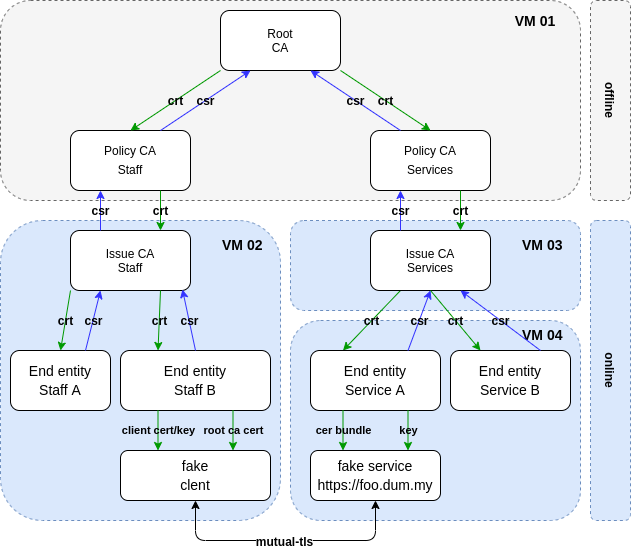 Root
CA
VM 01
offline
crt
csr
csr
crt
Policy CA
Staff
Policy CA
Services
csr
crt
csr
crt
VM 02
VM 03
Issue CA
Staff
Issue CA
Services
online
crt
csr
crt
csr
crt
csr
crt
csr
VM 04
End entity
Staff A
End entity
Staff B
End entity
Service A
End entity
Service B
client cert/key
root ca cert
cer bundle
key
fake
clent
fake service
https://foo.dum.my
mutual-tls